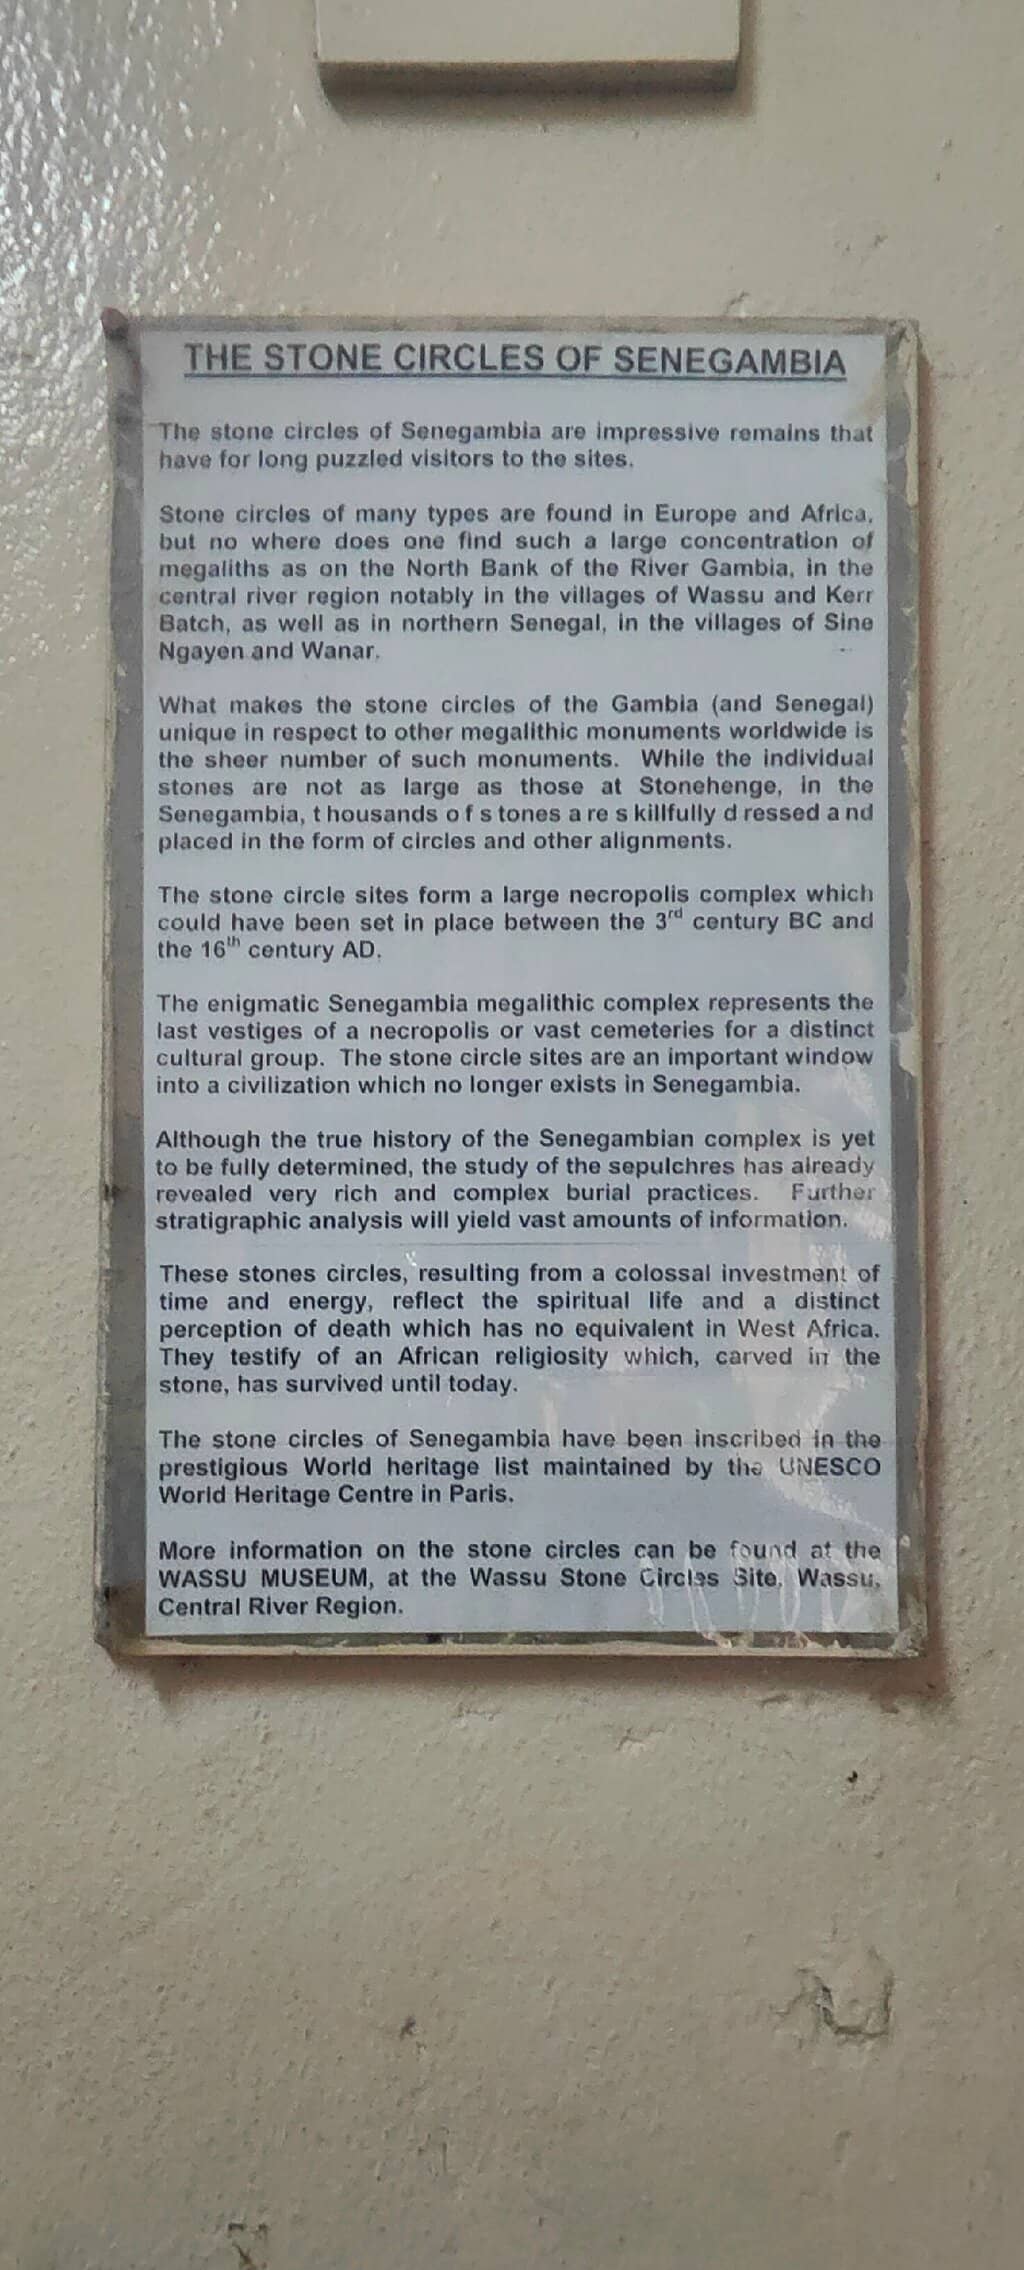 THE STONE CIRCLES OF SENEGAMBIA
The stone circles of Senegambia are impressive remains that
have for long puzzled visitors to the sites.
Stone circles of many types are found in Europe and Africa,
but no where does one find such a large concentration of
megaliths as on the North Bank of the River Gambia, in the
central river region notably in the villages of Wassu and Kerr
Batch, as well as in northern Senegal, in the villages of Sine
Ngayen and Wanar.
What makes the stone circles of the Gambia (and Senegal)
unique in respect to other megalithic monuments worldwide is
the sheer number of such monuments. While the individual
stones are not as large as those at Stonehenge, in the
Senegambia, t housands o f s tones a re s killfully d ressed a nd
placed in the form of circles and other alignments.
The stone circle sites form a large necropolis complex which
could have been set in place between the 3rd century BC and
the 16th century AD.
The enigmatic Senegambia megalithic complex represents the
last vestiges of a necropolis or vast cemeteries for a distinct
cultural group. The stone circle sites are an important window
into a civilization which no longer exists in Senegambia.
Although the true history of the Senegambian complex is yet
to be fully determined, the study of the sepulchres has already
revealed very rich and complex burial practices. Further
stratigraphic analysis will yield vast amounts of information.
These stones circles, resulting from a colossal investment of
time and energy, reflect the spiritual life and a distinct
perception of death which has no equivalent in West Africa.
They testify of an African religiosity which, carved in the
stone, has survived until today.
The stone circles of Senegambia have been inscribed in the
prestigious World heritage list maintained by the UNESCO
World Heritage Centre in Paris.
More information on the stone circles can be found at the
WASSU MUSEUM, at the Wassu Stone Circles Site, Wassu,
Central River Region.